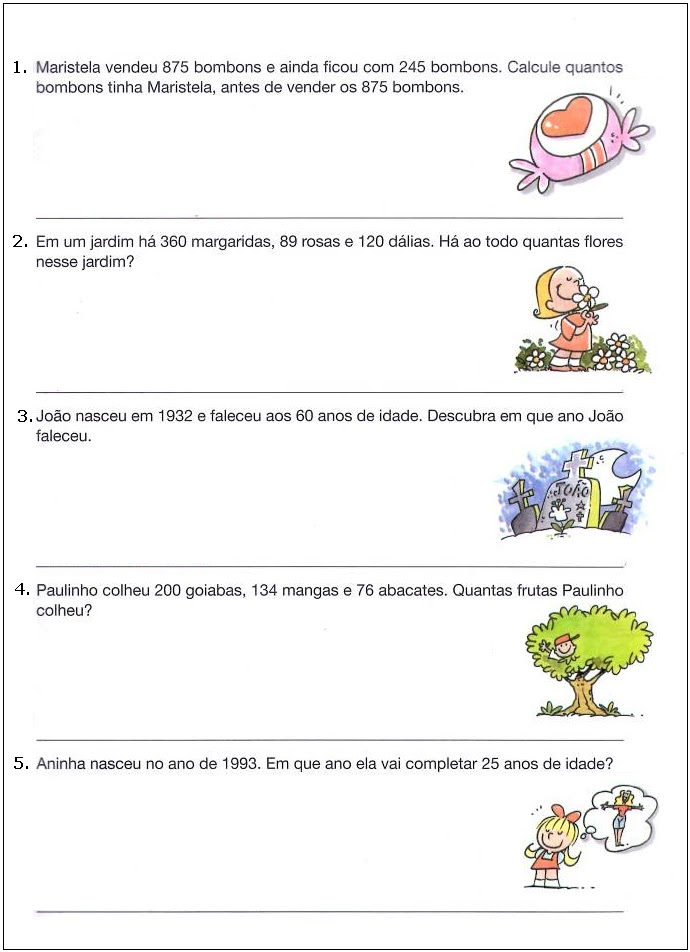 1. Maristela vendeu 875 bombons e ainda ficou com 245 bombons. Calcule quantos
bombons tinha Maristela, antes de vender os 875 bombons.
2. Em um jardim há 360 margaridas, 89 rosas e 120 dálias. Há ao todo quantas flores
nesse jardim?
3. João nasceu em 1932 e faleceu aos 60 anos de idade. Descubra em que ano João
faleceu.
JOÃO
4. Paulinho colheu 200 goiabas, 134 mangas e 76 abacates. Quantas frutas Paulinho
colheu?
5. Aninha nasceu no ano de 1993. Em que ano ela vai completar 25 anos de idade?